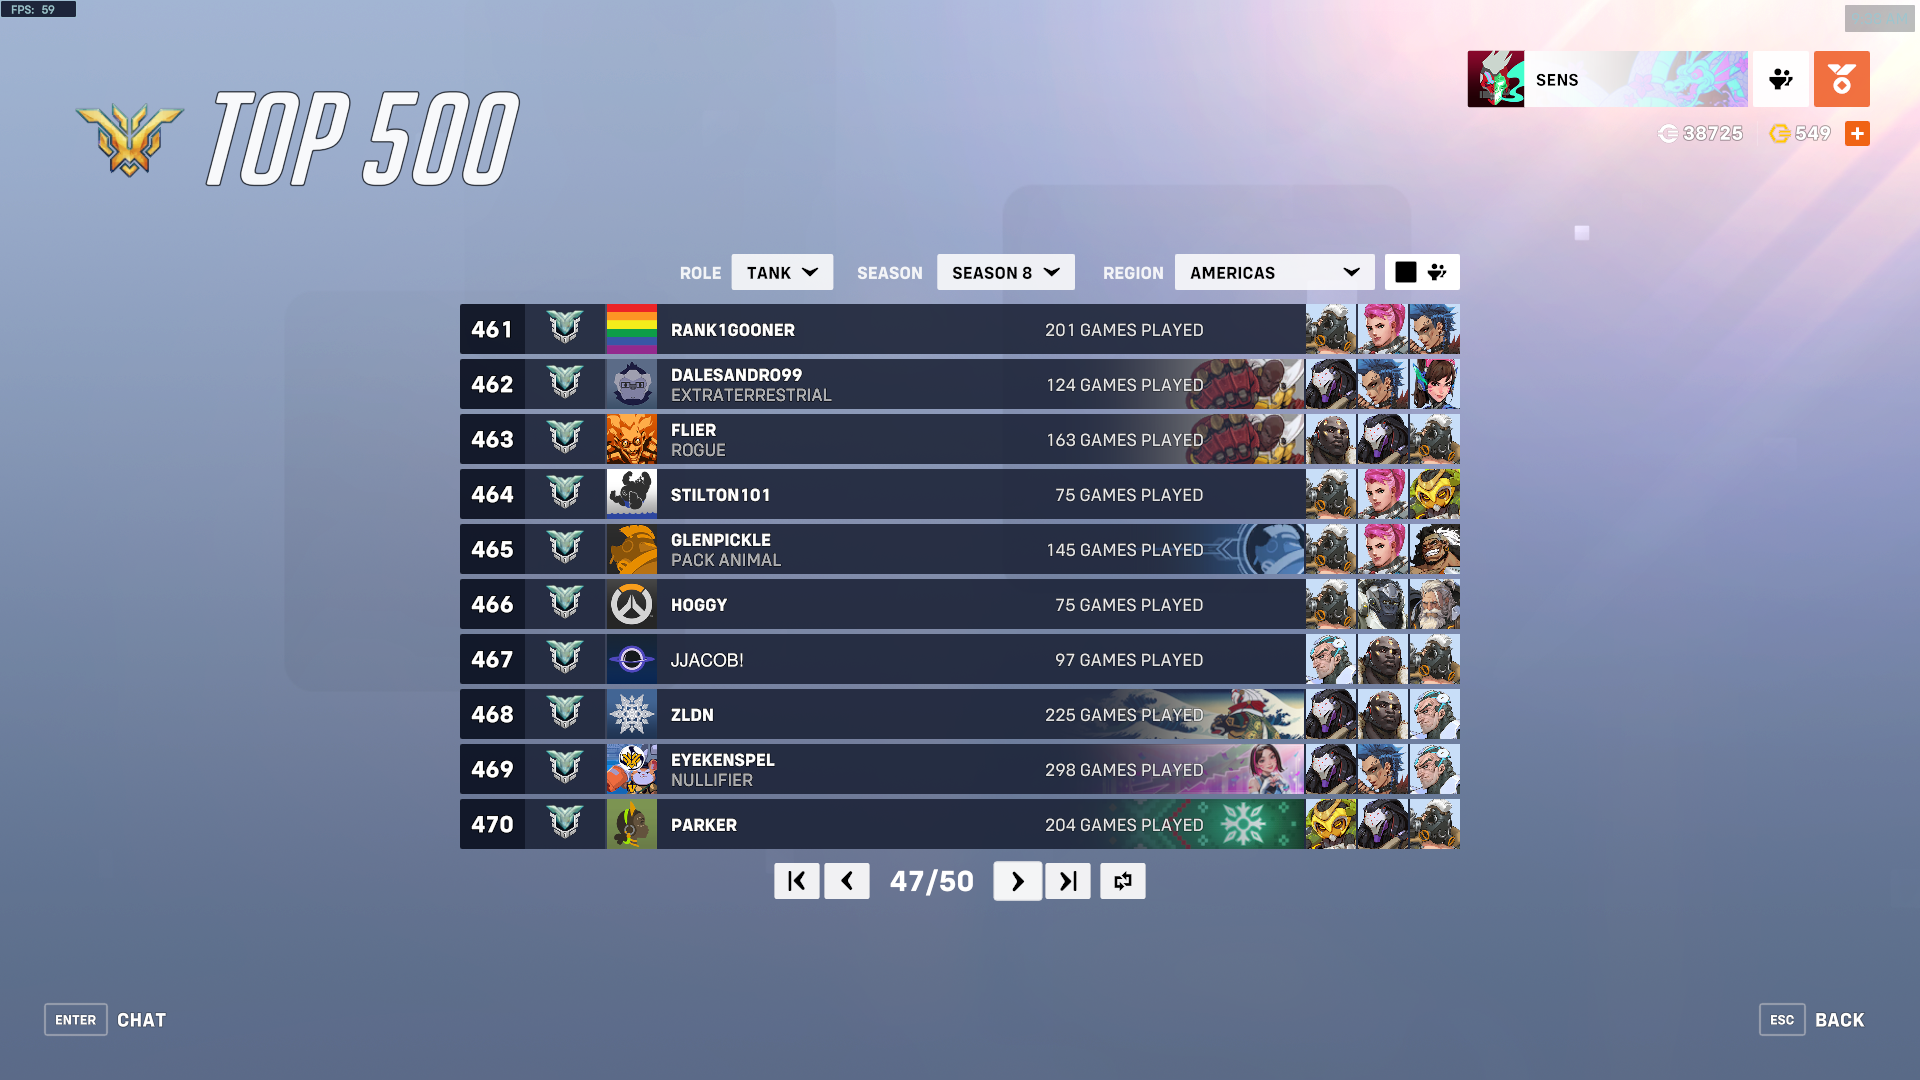 FPS: 59
TOP 500
SENS
38725
549
ROLE TANK SEASON SEASON 8 REGION AMERICAS
461 RANK1GOONER 201 GAMES PLAYED
462 DALESANDRO99 124 GAMES PLAYED
EXTRATERRESTRIAL
463 FLIER 163 GAMES PLAYED
ROGUE
464 STILTON101 75 GAMES PLAYED
465 GLENPICKLE 145 GAMES PLAYED
PACK ANIMAL
466 HOGGY 75 GAMES PLAYED
467 JJACOB! 97 GAMES PLAYED
468 ZLDN 225 GAMES PLAYED
469 EYEKENSPEL 298 GAMES PLAYED
NULLIFIER
470 PARKER 204 GAMES PLAYED
47/50
ENTER CHAT
ESC BACK